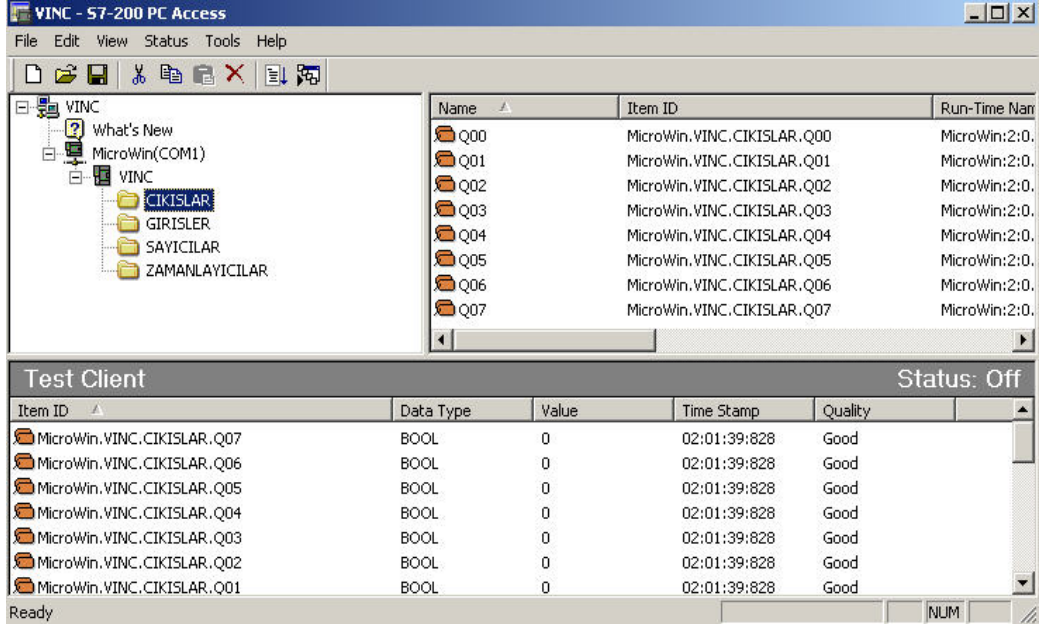 VINC - S7-200 PC Access
File Edit View Status Tools Help
VINC
What's New
MicroWin(COM1)
VINC
CIKISLAR
GIRISLER
SAYICILAR
ZAMANLAYICILAR
Name Item ID Run-Time Nam
Q00 MicroWin.VINC.CIKISLAR.Q00 MicroWin:2:0.
Q01 MicroWin.VINC.CIKISLAR.Q01 MicroWin:2:0.
Q02 MicroWin.VINC.CIKISLAR.Q02 MicroWin:2:0.
Q03 MicroWin.VINC.CIKISLAR.Q03 MicroWin:2:0.
Q04 MicroWin.VINC.CIKISLAR.Q04 MicroWin:2:0.
Q05 MicroWin.VINC.CIKISLAR.Q05 MicroWin:2:0.
Q06 MicroWin.VINC.CIKISLAR.Q06 MicroWin:2:0.
Q07 MicroWin.VINC.CIKISLAR.Q07 MicroWin:2:0.
Test Client Status: Off
Item ID Data Type Value Time Stamp Quality
MicroWin.VINC.CIKISLAR.Q07 BOOL 0 02:01:39:828 Good
MicroWin.VINC.CIKISLAR.Q06 BOOL 0 02:01:39:828 Good
MicroWin.VINC.CIKISLAR.Q05 BOOL 0 02:01:39:828 Good
MicroWin.VINC.CIKISLAR.Q04 BOOL 0 02:01:39:828 Good
MicroWin.VINC.CIKISLAR.Q03 BOOL 0 02:01:39:828 Good
MicroWin.VINC.CIKISLAR.Q02 BOOL 0 02:01:39:828 Good
MicroWin.VINC.CIKISLAR.Q01 BOOL 0 02:01:39:828 Good
Ready NUM